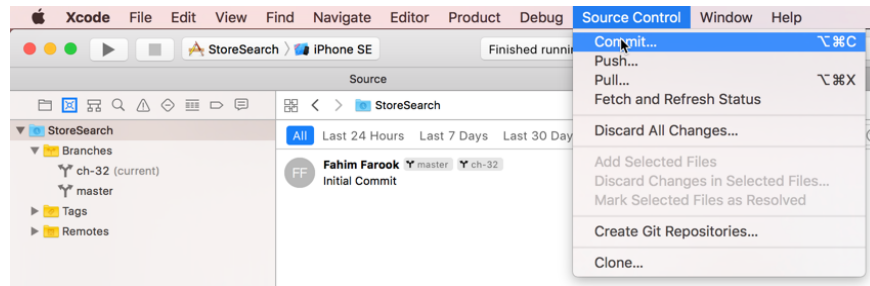 Xcode File Edit View Find Navigate Editor Product Debug Source Control Window Help
StoreSearch iPhone SE Finished runni
Source
StoreSearch
All Last 24 Hours Last 7 Days Last 30 Day
StoreSearch
Branches
ch-32 (current)
master
Tags
Remotes
FF Fahim Farook master ch-32
Initial Commit
Commit... ⌥⌘C
Push...
Pull... ⌥⌘X
Fetch and Refresh Status
Discard All Changes...
Add Selected Files
Discard Changes in Selected Files...
Mark Selected Files as Resolved
Create Git Repositories...
Clone...